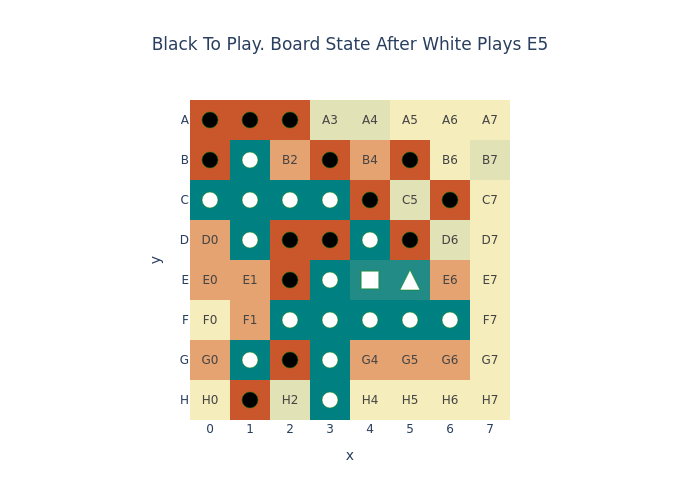 Black To Play. Board State After White Plays E5
A A3 A4 A5 A6 A7
B B2 B4 B6 B7
C C5 C7
D D0 D6 D7
E E0 E1 E6 E7
F F0 F1 F7
G G0 G4 G5 G6 G7
H H0 H2 H4 H5 H6 H7
0 1 2 3 4 5 6 7
x
y